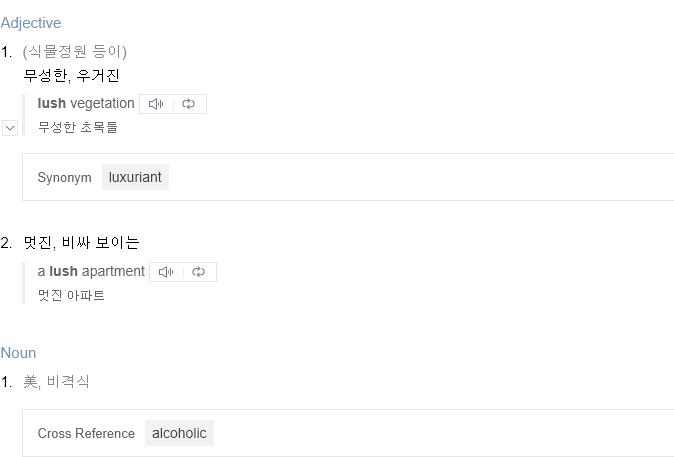 Adjective
1. (식물정원 등이)
무성한, 우거진
lush vegetation
무성한 초목들
Synonym luxuriant
2. 멋진, 비싸 보이는
a lush apartment
멋진 아파트
Noun
1. 美, 비격식
Cross Reference alcoholic